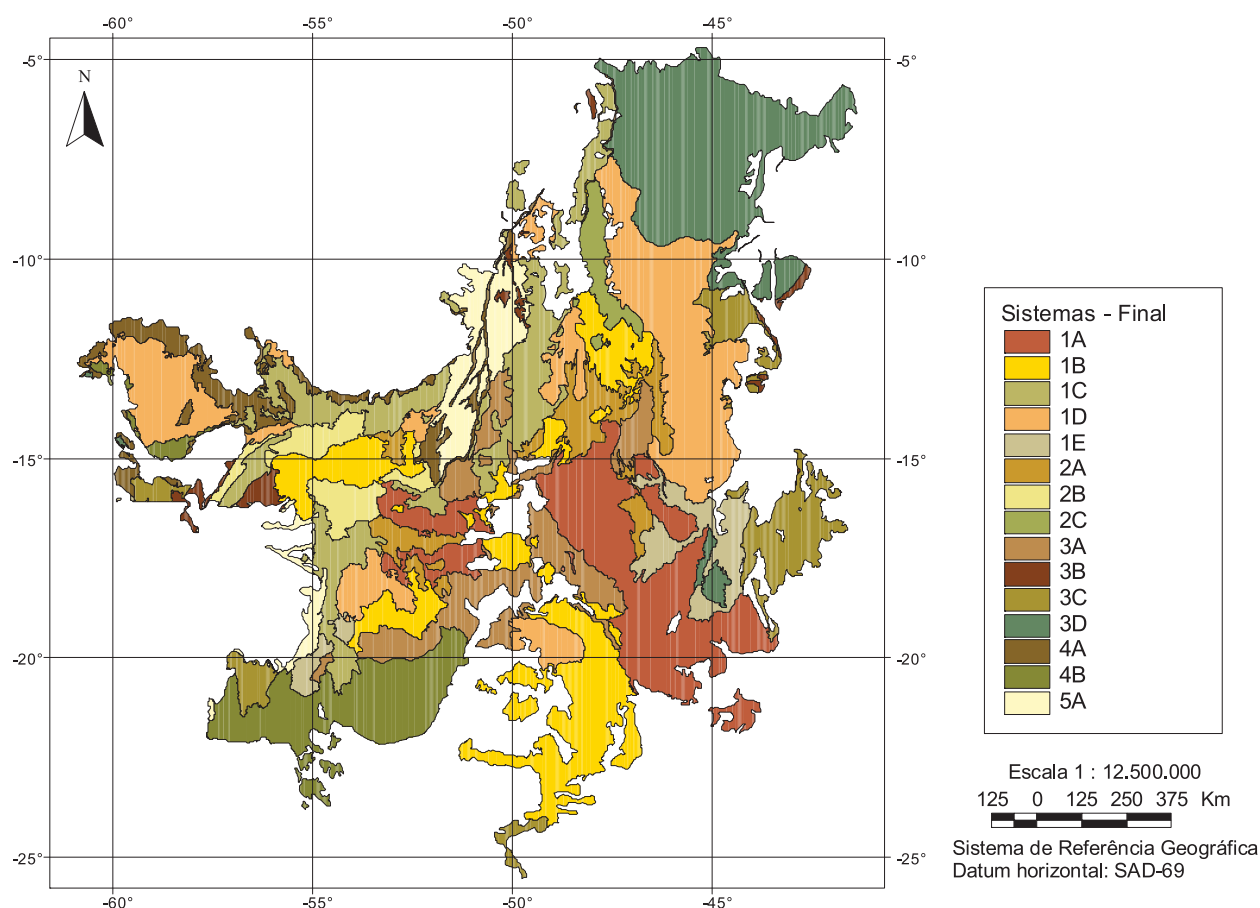 -60° -55° -50° -45°
-5° -5°
N
-10° -10°
-15° -15°
-20° -20°
-25° -25°
-60° -55° -50° -45°
Sistemas - Final
1A
1B
1C
1D
1E
2A
2B
2C
3A
3B
3C
3D
4A
4B
5A
Escala 1 : 12.500.000
125 0 125 250 375 Km
Sistema de Referência Geográfica
Datum horizontal: SAD-69